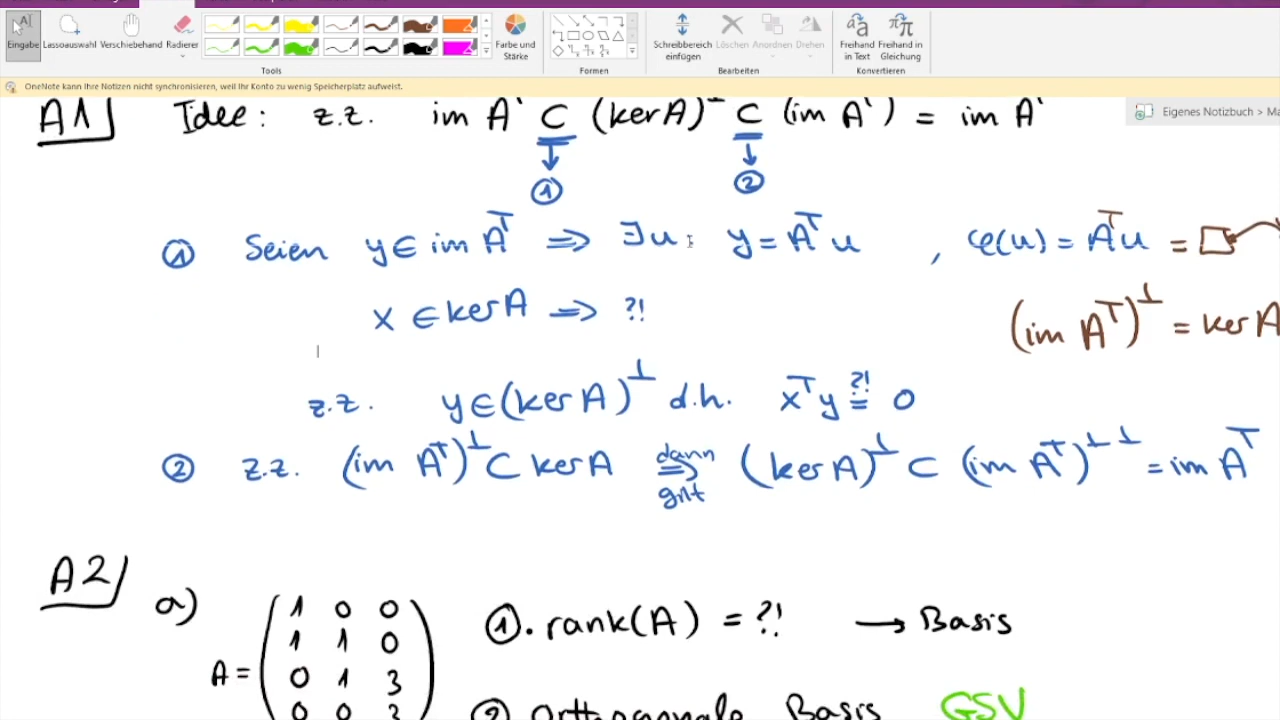 Eingabe Lassoauswahl Verschiebehand Radierer Farbe und Stärke Schreibbereich einfügen Löschen Anordnen Drehen Freihand in Text Freihand in Gleichung
Tools Formen Bearbeiten Konvertieren
OneNote kann Ihre Notizen nicht synchronisieren, weil Ihr Konto zu wenig Speicherplatz aufweist.
Eigenes Notizbuch > Ma
A1 Idee: z.z. im Aᵀ ⊂ (ker A)^⊥ ⊂ (im Aᵀ) = im Aᵀ
① ②
① Seien y ∈ im Aᵀ ⇒ ∃u : y = Aᵀu , φ(u) = Aᵀu =
x ∈ ker A ⇒ ?!
(im Aᵀ)^⊥ = ker A
z.z. y ∈ (ker A)^⊥ d.h. xᵀy ?! = 0
② z.z. (im Aᵀ)^⊥ ⊂ ker A dann ⇒ gilt (ker A)^⊥ ⊂ (im Aᵀ)^⊥⊥ = im Aᵀ
A2
a) A = ( 1 0 0 ①. rank(A) = ?! → Basis
1 1 0
0 1 3
0 0 3 )
② Orthogonale Basis GSV